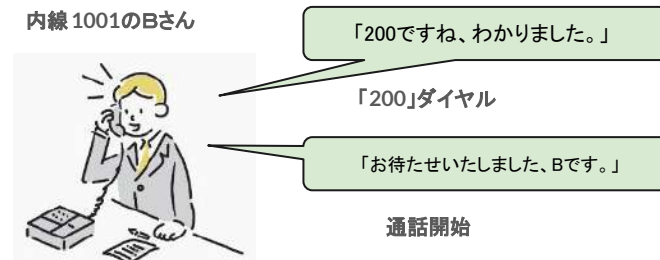 内線1001のBさん
「200ですね、わかりました。」
「200」ダイヤル
「お待たせいたしました、Bです。」
通話開始